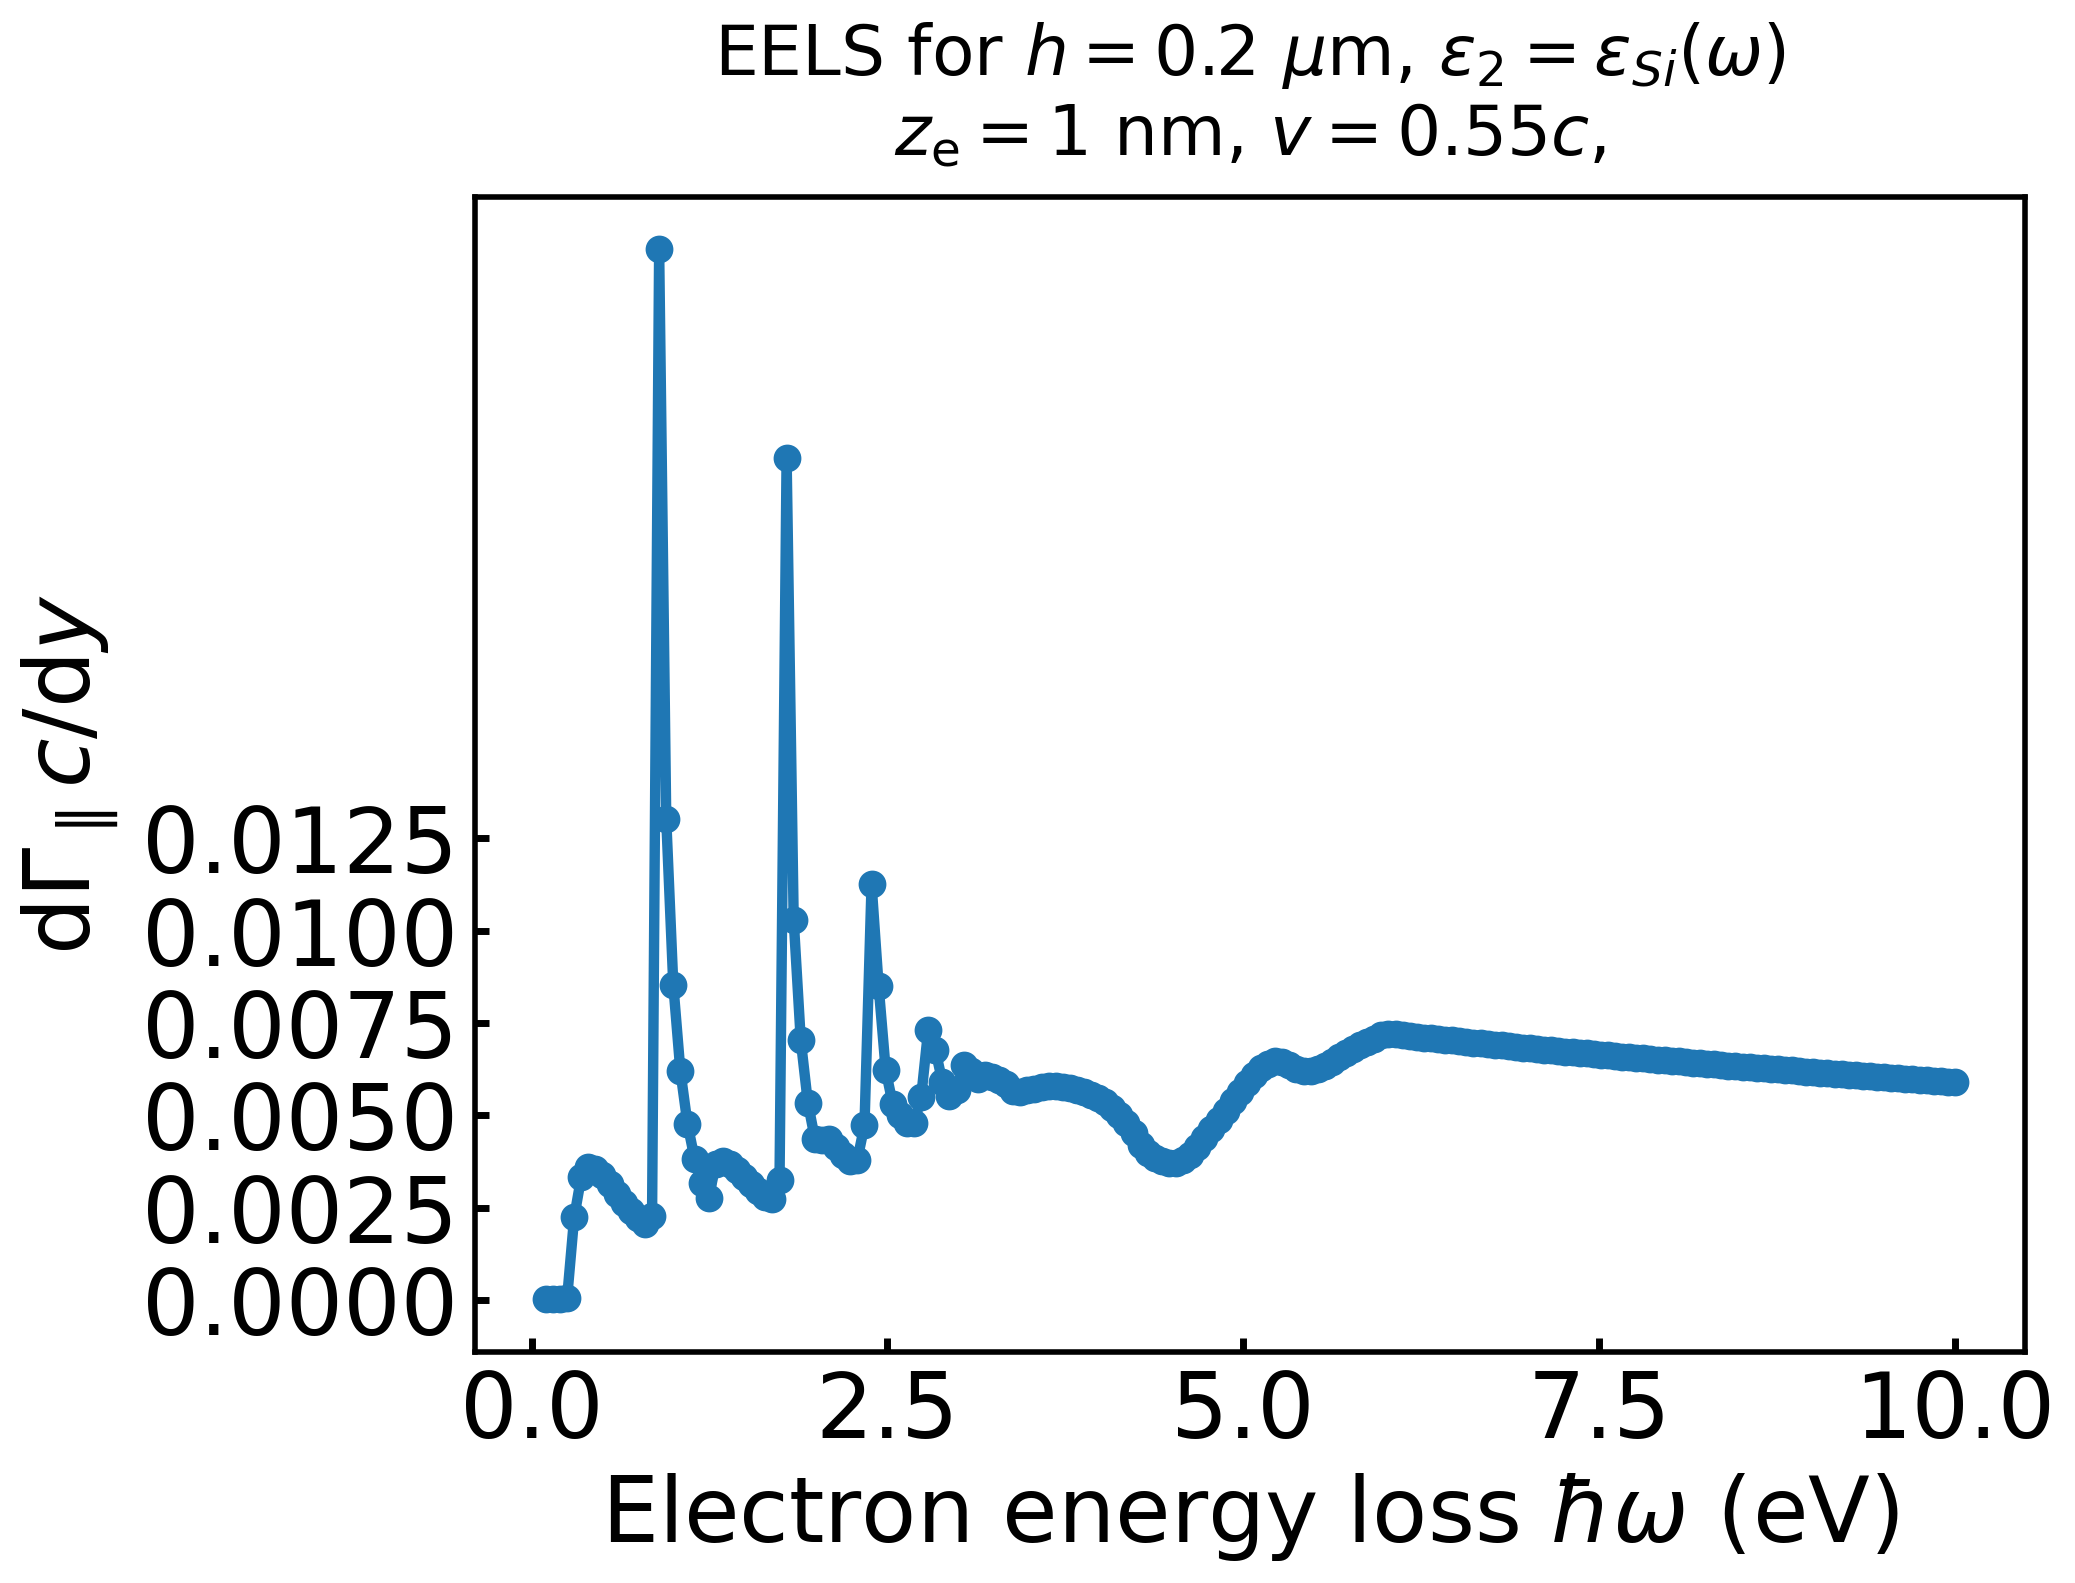 EELS for h = 0.2 μm, ε₂ = ε_Si(ω)
z_e = 1 nm, v = 0.55c,
dΓ_∥c/dy
0.0125
0.0100
0.0075
0.0050
0.0025
0.0000
0.0 2.5 5.0 7.5 10.0
Electron energy loss ħω (eV)